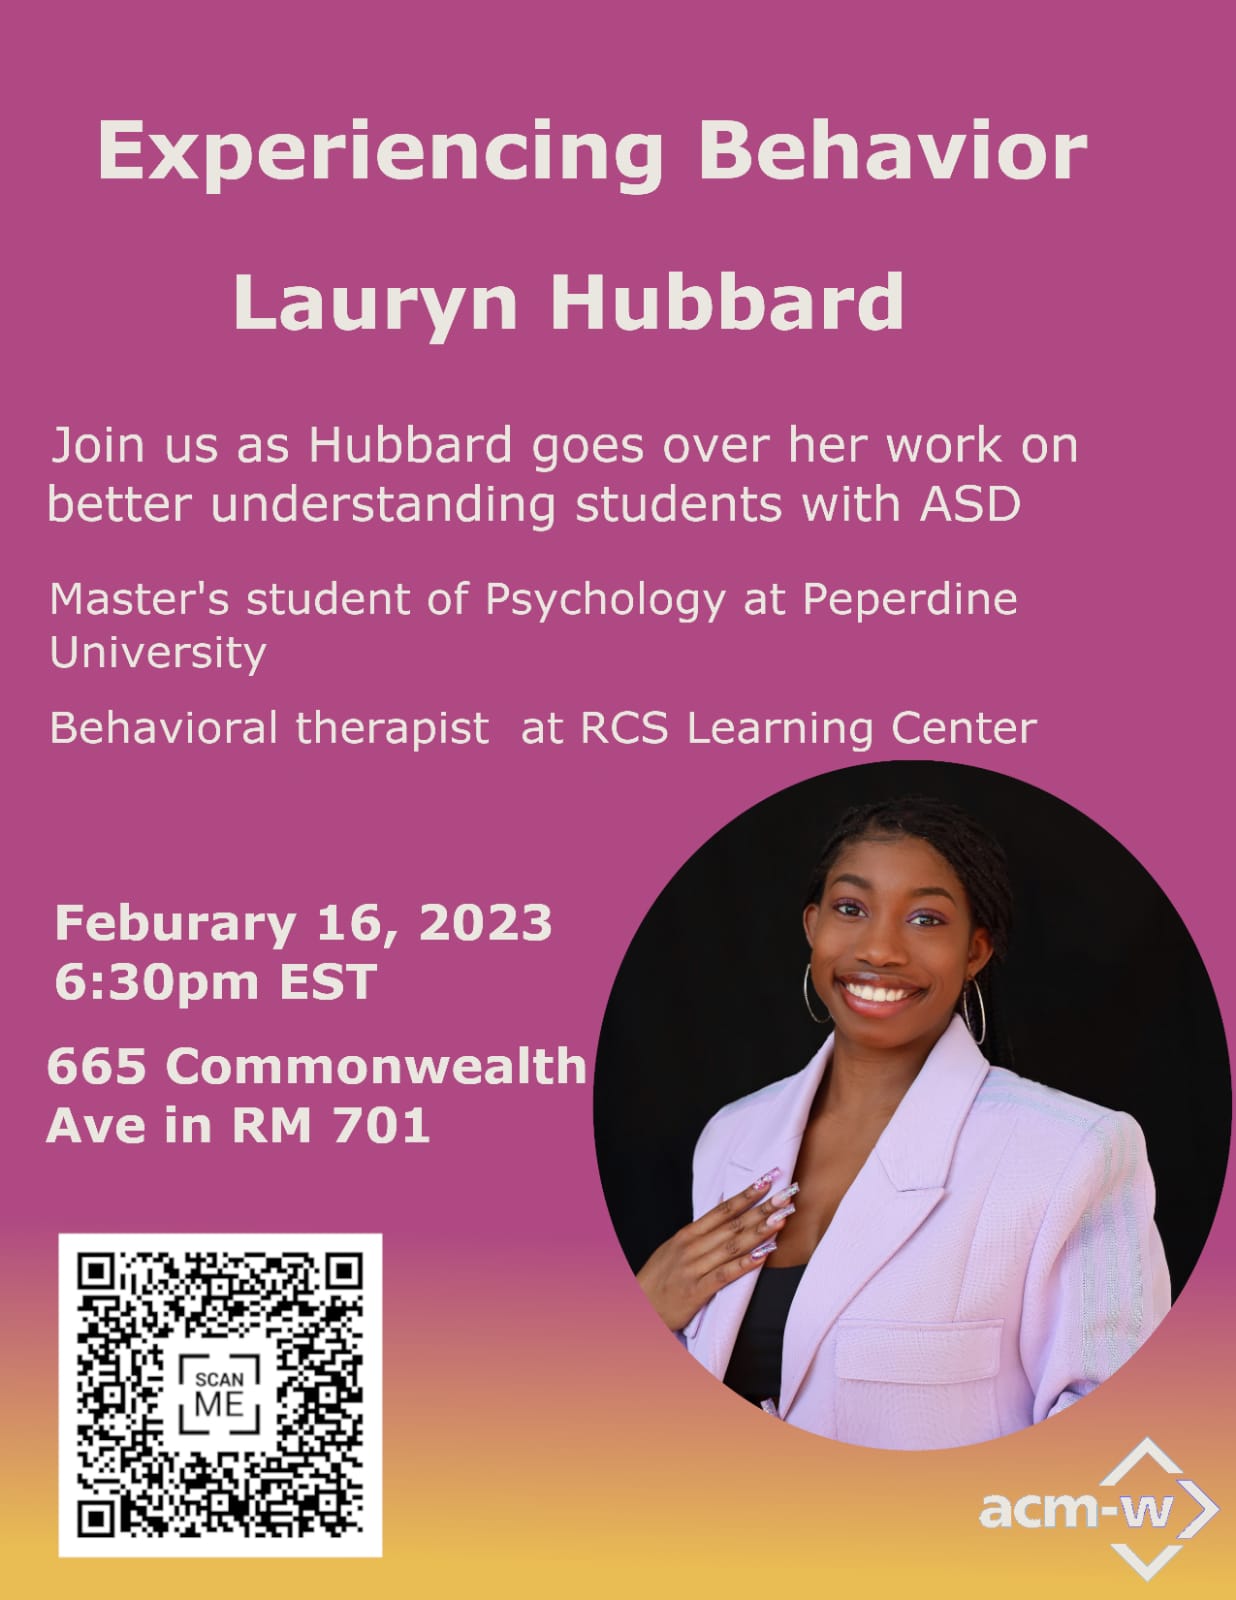 Experiencing Behavior
Lauryn Hubbard
Join us as Hubbard goes over her work on
better understanding students with ASD
Master's student of Psychology at Peperdine
University
Behavioral therapist  at RCS Learning Center
Feburary 16, 2023
6:30pm EST
665 Commonwealth
Ave in RM 701
SCAN
ME
acm-w